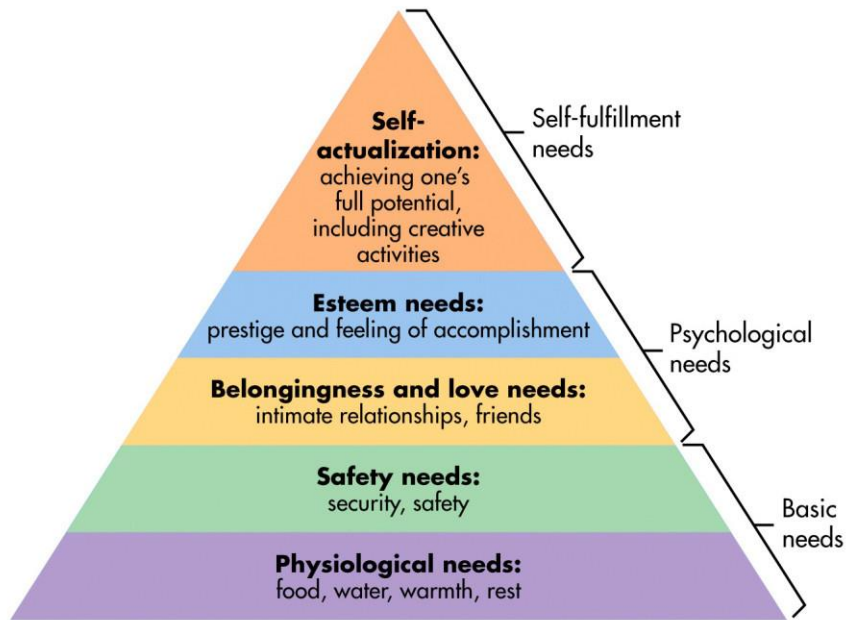 Self-
actualization:
achieving one's
full potential,
including creative
activities
Self-fulfillment
needs
Esteem needs:
prestige and feeling of accomplishment
Psychological
needs
Belongingness and love needs:
intimate relationships, friends
Safety needs:
security, safety
Basic
needs
Physiological needs:
food, water, warmth, rest